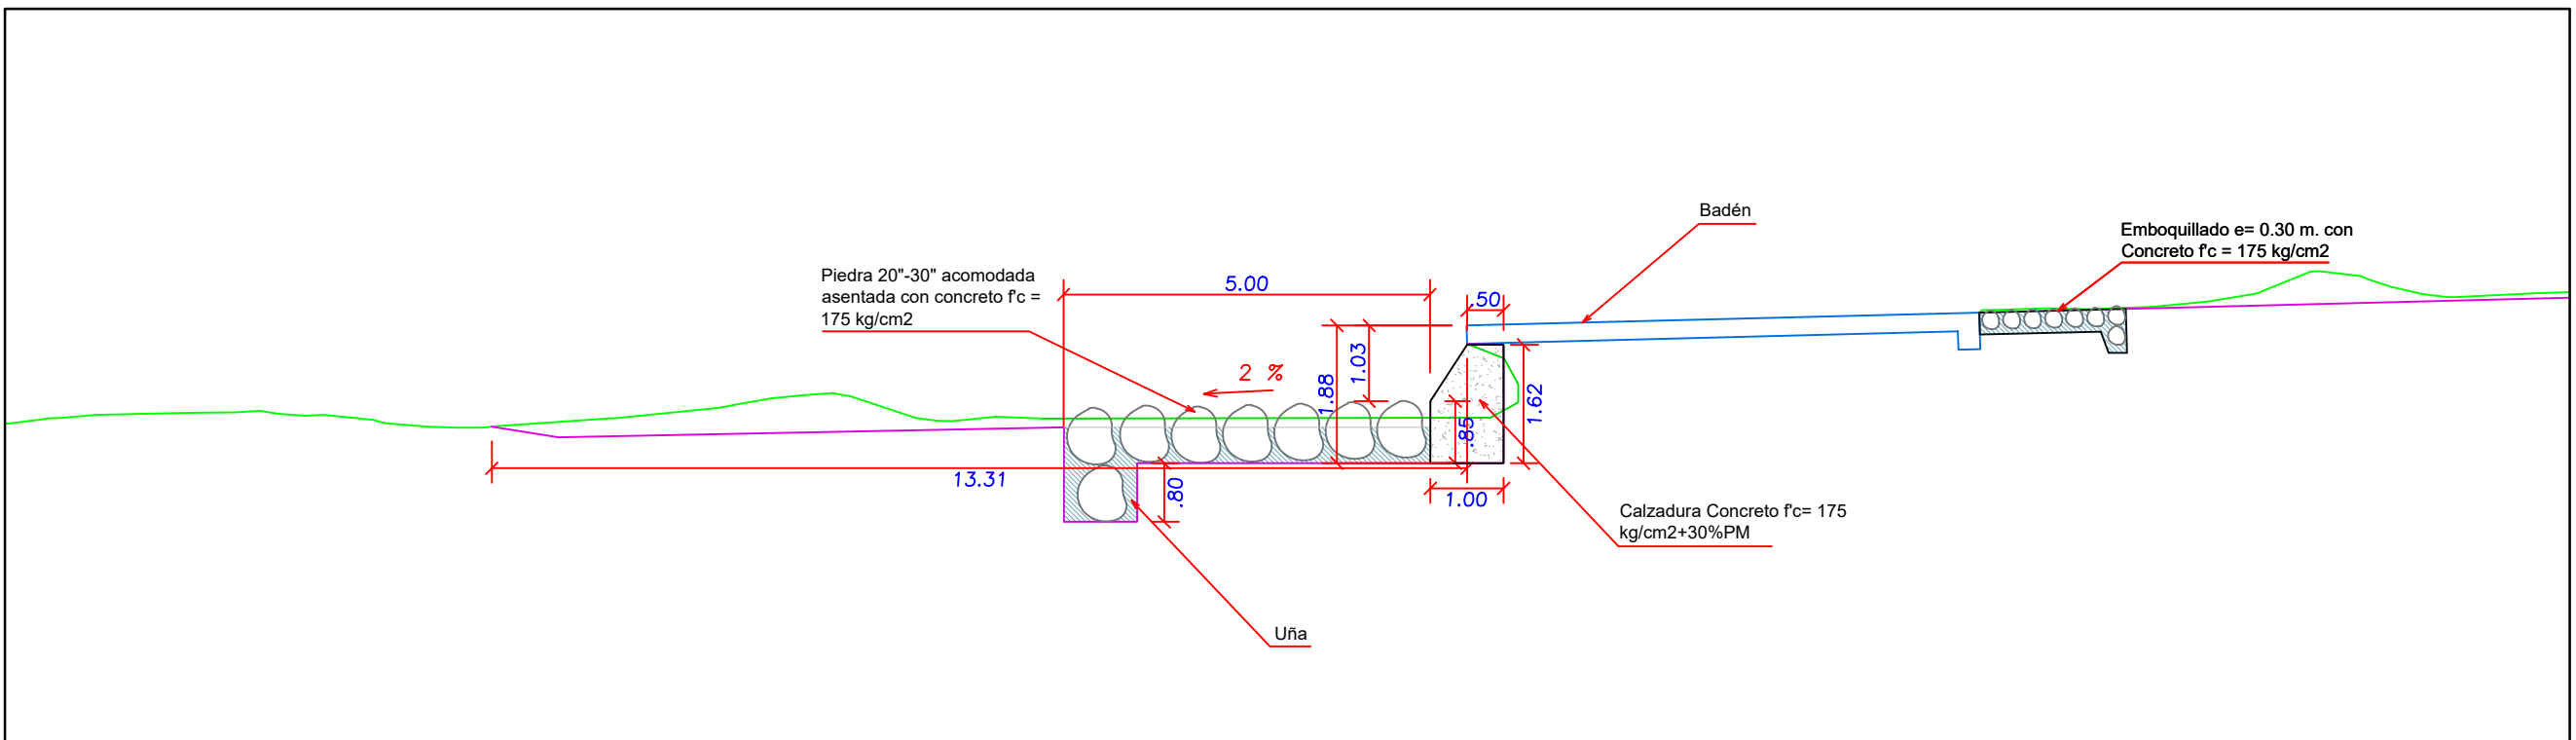 Badén
Emboquillado e= 0.30 m. con
Concreto f'c = 175 kg/cm2
Piedra 20"-30" acomodada
asentada con concreto f'c =
175 kg/cm2
5.00
.50
2 %
1.03
1.88
1.62
.85
13.31
.80
1.00
Calzadura Concreto f'c= 175
kg/cm2+30%PM
Uña